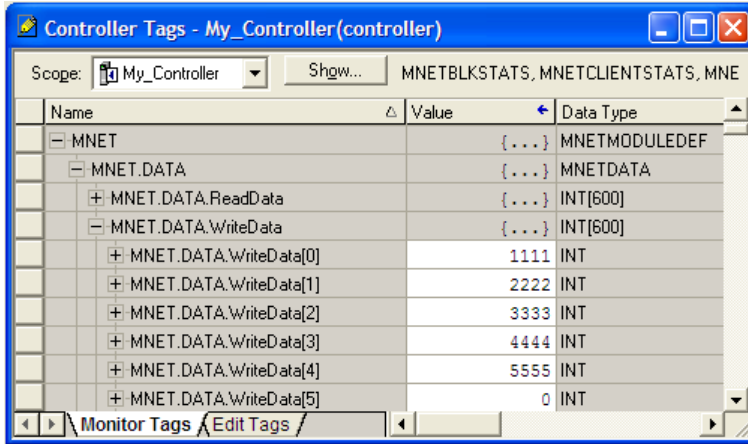 Controller Tags - My_Controller(controller)
Scope: My_Controller Show... MNETBLKSTATS, MNETCLIENTSTATS, MNE
Name Value Data Type
MNET {...} MNETMODULEDEF
MNET.DATA {...} MNETDATA
MNET.DATA.ReadData {...} INT[600]
MNET.DATA.WriteData {...} INT[600]
MNET.DATA.WriteData[0] 1111 INT
MNET.DATA.WriteData[1] 2222 INT
MNET.DATA.WriteData[2] 3333 INT
MNET.DATA.WriteData[3] 4444 INT
MNET.DATA.WriteData[4] 5555 INT
MNET.DATA.WriteData[5] 0 INT
Monitor Tags Edit Tags